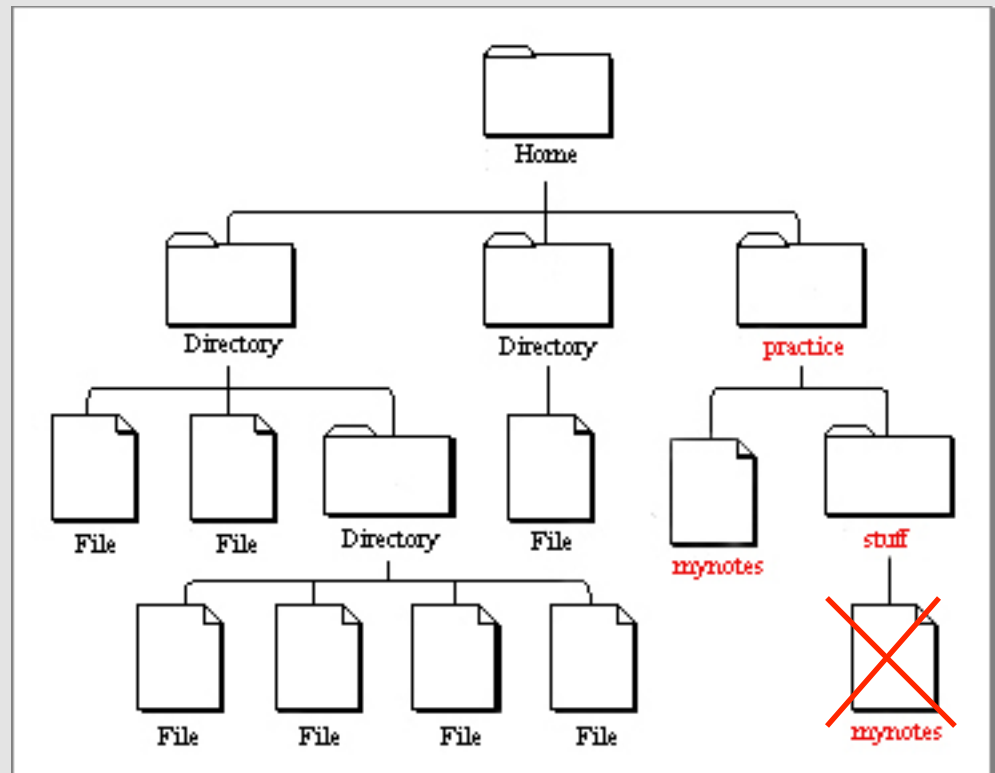 Home
Directory
Directory
practice
File
File
Directory
File
mynotes
stuff
File
File
File
File
mynotes